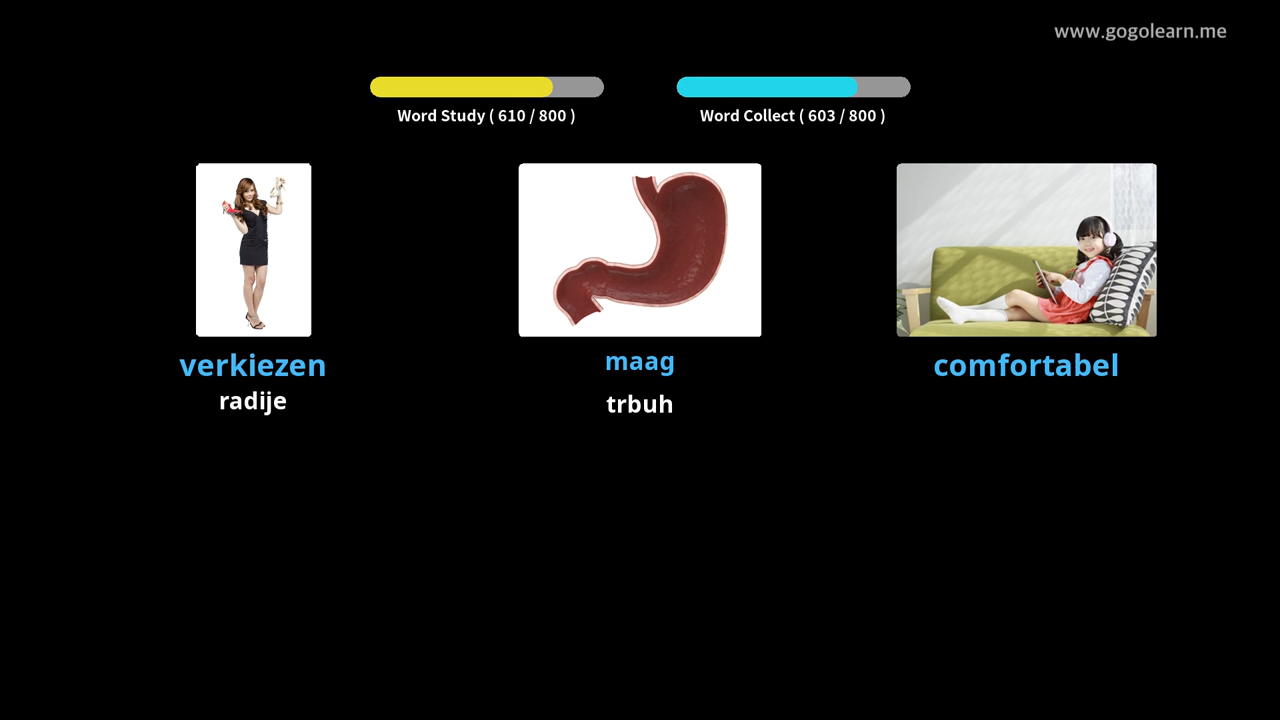 www.gogolearn.me
Word Study ( 610 / 800 )
Word Collect ( 603 / 800 )
verkiezen
radije
maag
trbuh
comfortabel